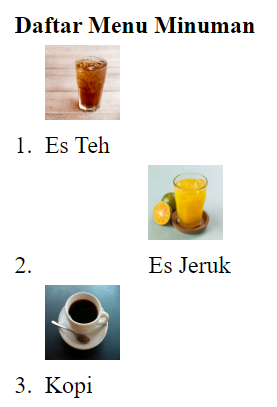 Daftar Menu Minuman
1. Es Teh
2. Es Jeruk
3. Kopi